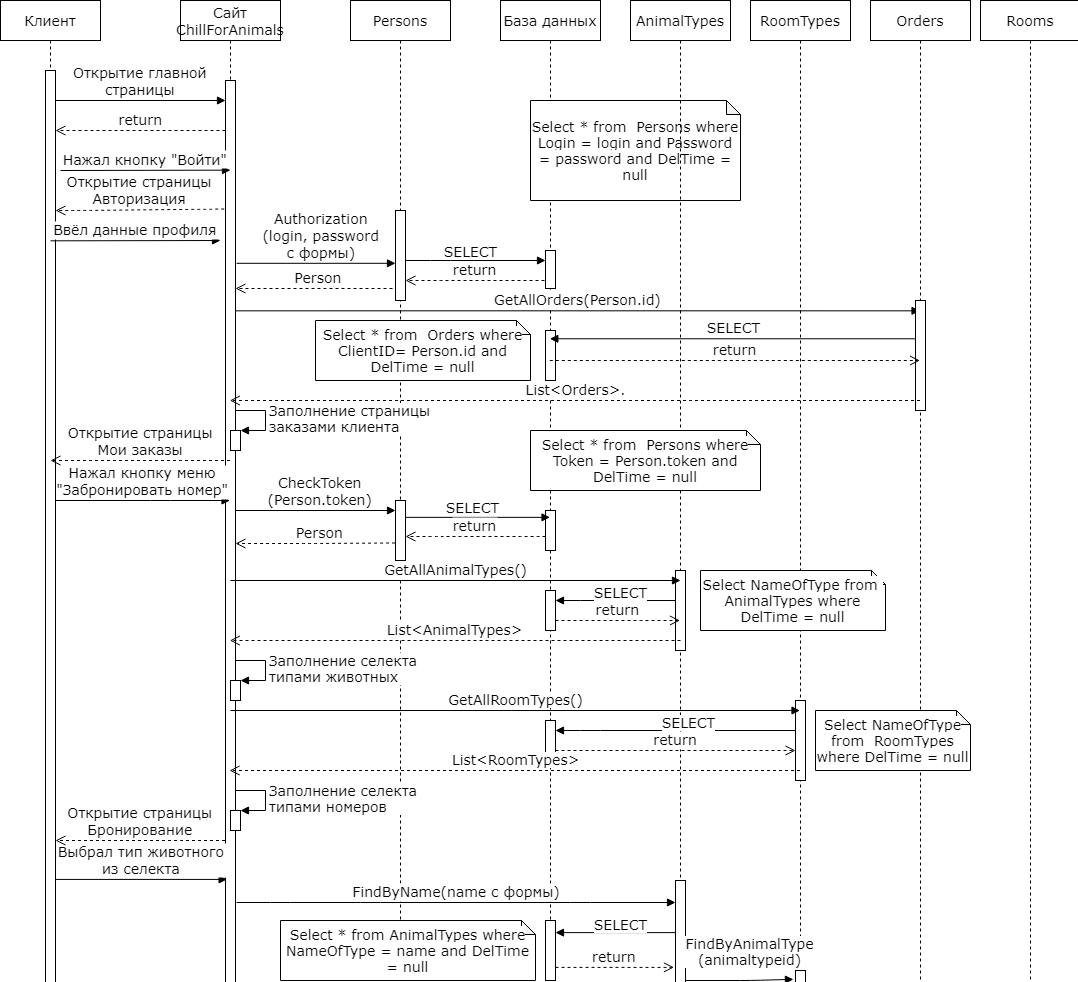 Клиент
Сайт
ChillForAnimals
Persons
База данных
AnimalTypes
RoomTypes
Orders
Rooms
Открытие главной
страницы
return
Select * from  Persons where
Login = login and Password
= password and DelTime =
null
Нажал кнопку "Войти"
Открытие страницы
Авторизация
Ввёл данные профиля
Authorization
(login, password
с формы)
SELECT
return
Person
GetAllOrders(Person.id)
Select * from  Orders where
ClientID= Person.id and
DelTime = null
SELECT
return
List<Orders>.
Заполнение страницы
заказами клиента
Открытие страницы
Мои заказы
Select * from  Persons where
Token = Person.token and
DelTime = null
Нажал кнопку меню
"Забронировать номер"
CheckToken
(Person.token)
SELECT
return
Person
GetAllAnimalTypes()
Select NameOfType from
AnimalTypes where
DelTime = null
SELECT
return
List<AnimalTypes>
Заполнение селекта
типами животных
GetAllRoomTypes()
Select NameOfType
from  RoomTypes
where DelTime = null
SELECT
return
List<RoomTypes>
Заполнение селекта
типами номеров
Открытие страницы
Бронирование
Выбрал тип животного
из селекта
FindByName(name с формы)
Select * from AnimalTypes where
NameOfType = name and DelTime
= null
SELECT
return
FindByAnimalType
(animaltypeid)